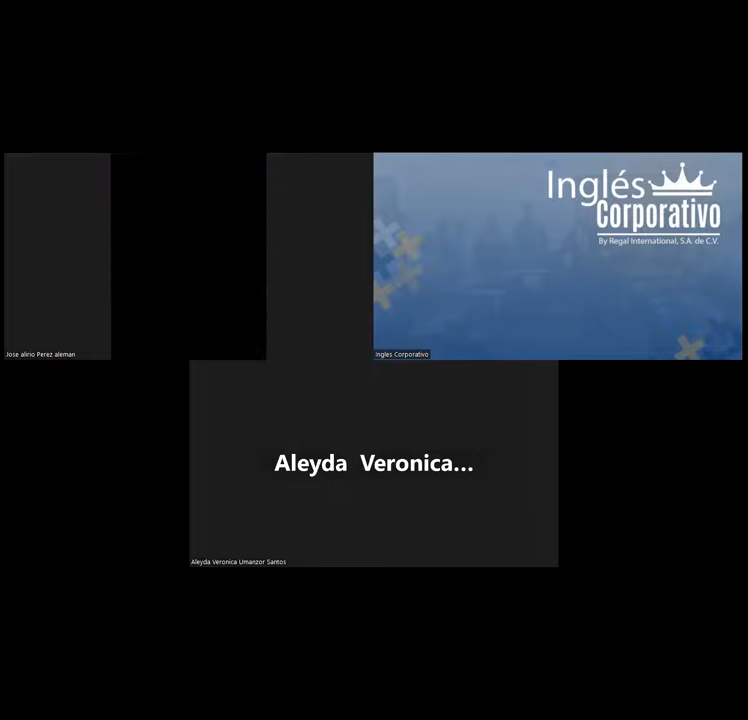 Inglés
Corporativo
By Regal International, S.A. de C.V.
Jose alirio Perez aleman
Ingles Corporativo
Aleyda Veronica...
Aleyda Veronica Umanzor Santos